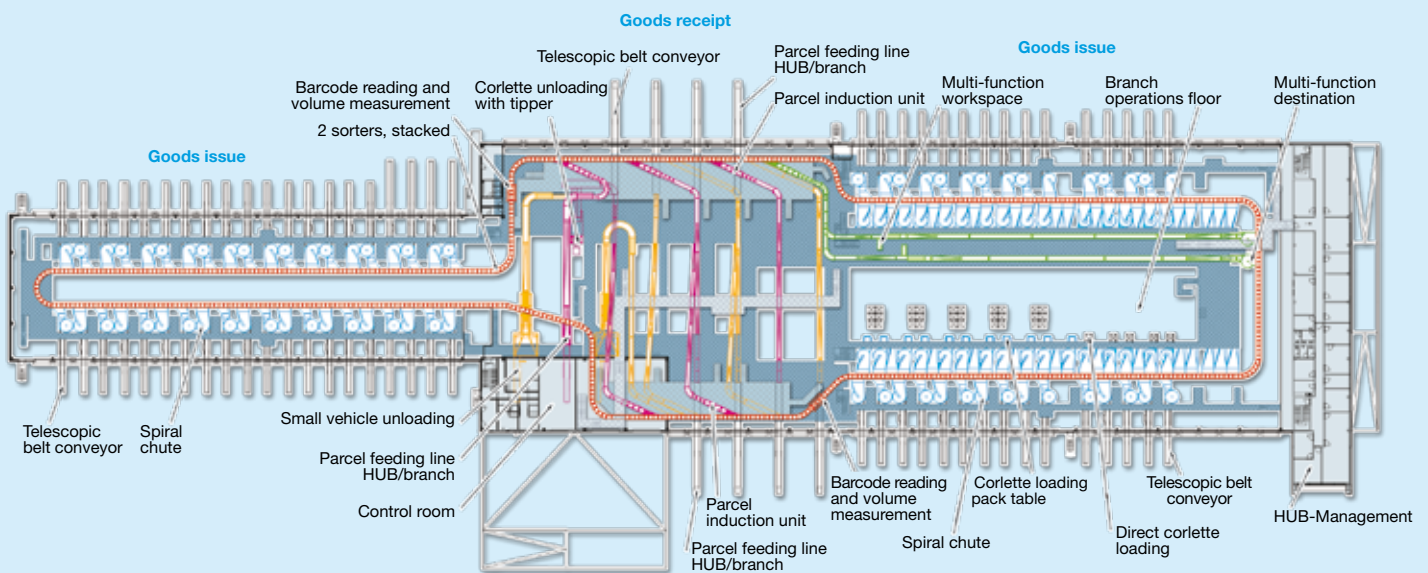 Goods receipt
Goods issue
Telescopic belt conveyor
Parcel feeding line
HUB/branch
Barcode reading and
volume measurement
Corlette unloading
with tipper
Parcel induction unit
Multi-function
workspace
Branch
operations floor
Multi-function
destination
2 sorters, stacked
Goods issue
Telescopic
belt conveyor
Spiral
chute
Small vehicle unloading
Parcel feeding line
HUB/branch
Control room
Parcel
induction unit
Parcel feeding line
HUB/branch
Barcode reading
and volume
measurement
Corlette loading
pack table
Spiral chute
Direct corlette
loading
Telescopic belt
conveyor
HUB-Management